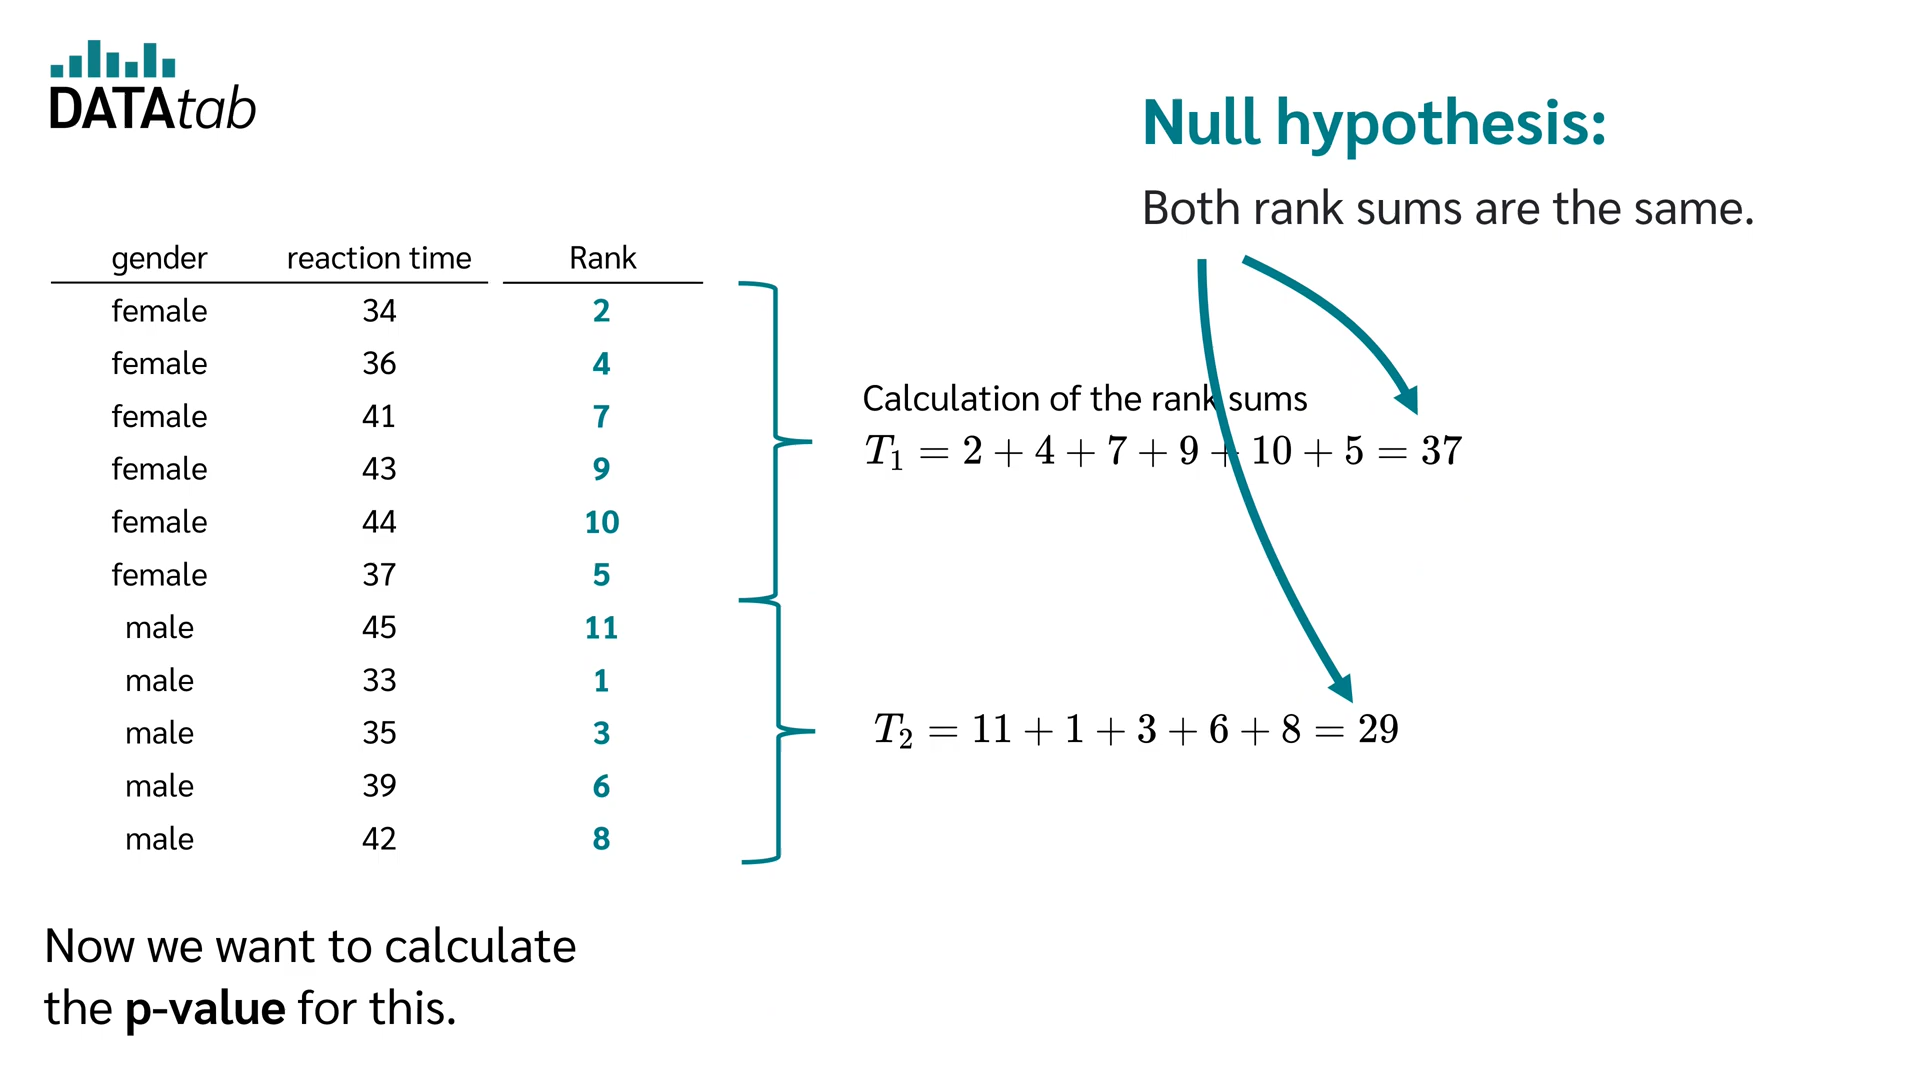 DATAtab
Null hypothesis:
Both rank sums are the same.
gender reaction time Rank
female 34 2
female 36 4
female 41 7
female 43 9
female 44 10
female 37 5
male 45 11
male 33 1
male 35 3
male 39 6
male 42 8
Calculation of the rank sums
T₁ = 2 + 4 + 7 + 9 + 10 + 5 = 37
T₂ = 11 + 1 + 3 + 6 + 8 = 29
Now we want to calculate
the p-value for this.